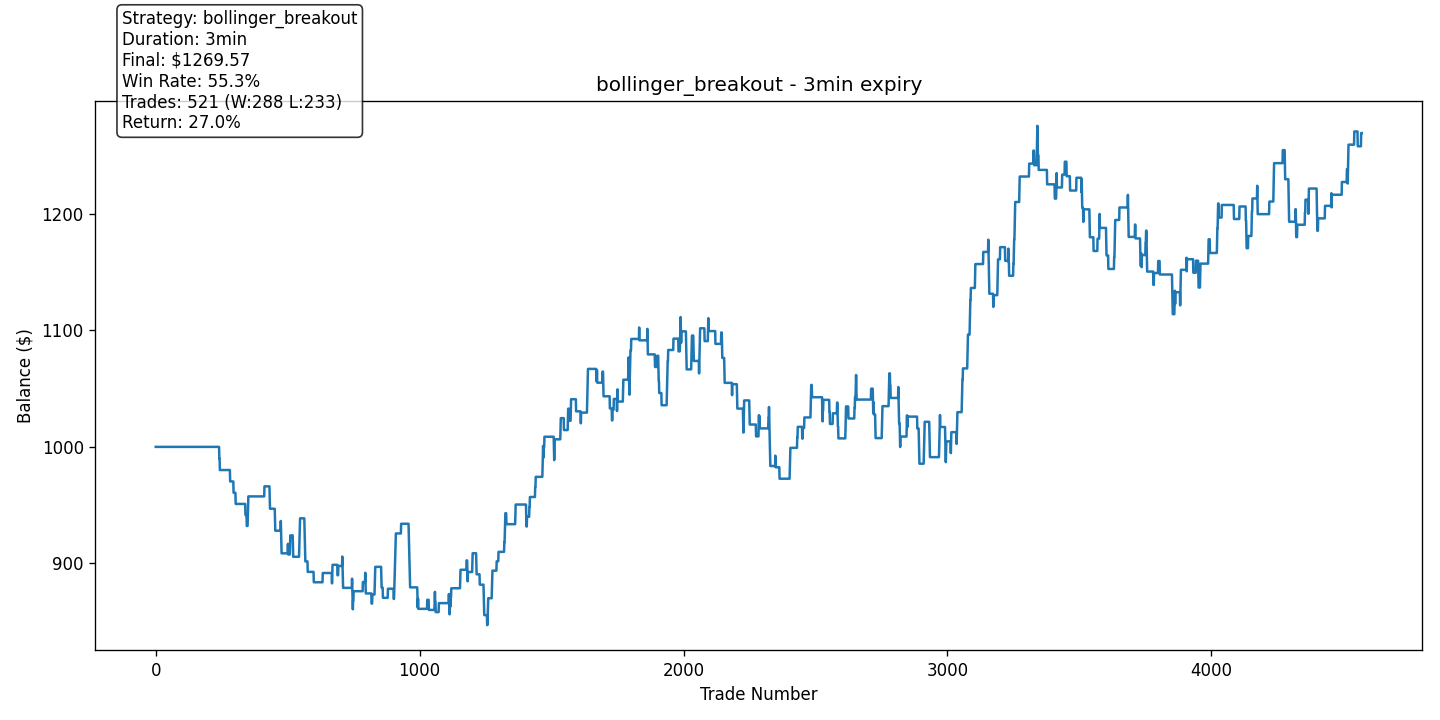 Strategy: bollinger_breakout
Duration: 3min
Final: $1269.57
Win Rate: 55.3%
Trades: 521 (W:288 L:233)
Return: 27.0%
bollinger_breakout - 3min expiry
Balance ($)
1200
1100
1000
900
0 1000 2000 3000 4000
Trade Number